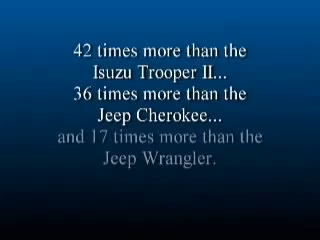 42 times more than the
Isuzu Trooper II...
36 times more than the
Jeep Cherokee...
and 17 times more than the
Jeep Wrangler.